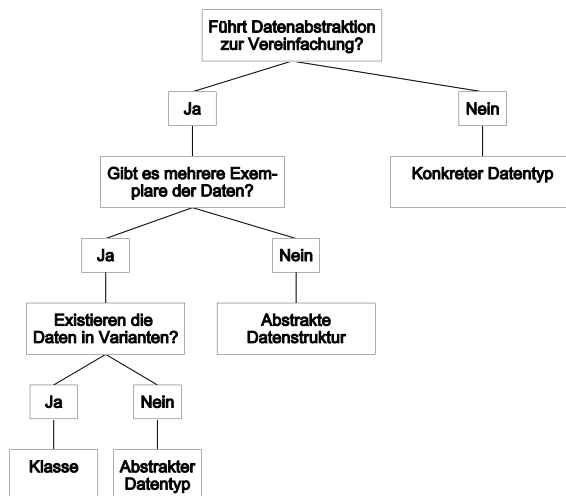 Führt Datenabstraktion
zur Vereinfachung?
Ja
Nein
Gibt es mehrere Exem-
plare der Daten?
Konkreter Datentyp
Ja
Nein
Existieren die
Daten in Varianten?
Abstrakte
Datenstruktur
Ja
Nein
Klasse
Abstrakter
Datentyp